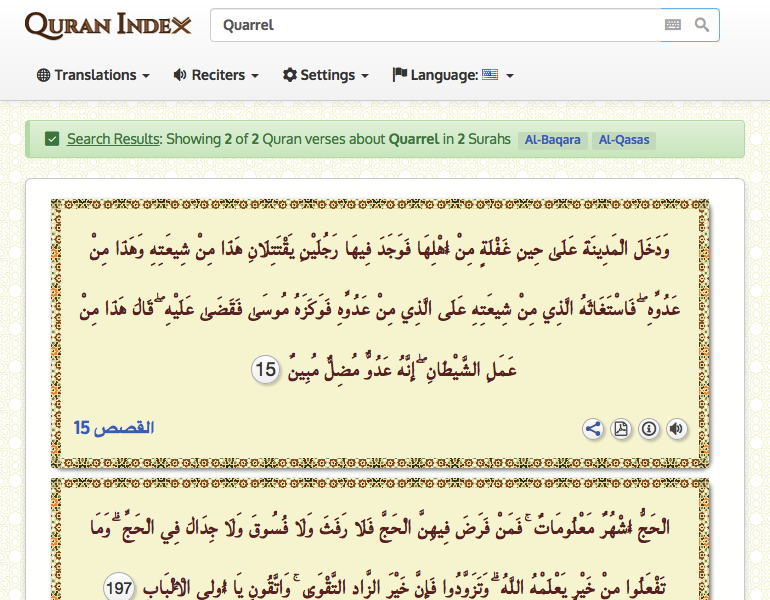 QURAN INDEX
Quarrel
Translations Reciters Settings Language:
Search Results: Showing 2 of 2 Quran verses about Quarrel in 2 Surahs Al-Baqara Al-Qasas
وَدَخَلَ الْمَدِينَةَ عَلَىٰ حِينِ غَفْلَةٍ مِنْ أَهْلِهَا فَوَجَدَ فِيهَا رَجُلَيْنِ يَقْتَتِلَانِ هَٰذَا مِنْ شِيعَتِهِ وَهَٰذَا مِنْ
عَدُوِّهِ ۖ فَاسْتَغَاثَهُ الَّذِي مِنْ شِيعَتِهِ عَلَى الَّذِي مِنْ عَدُوِّهِ فَوَكَزَهُ مُوسَىٰ فَقَضَىٰ عَلَيْهِ ۖ قَالَ هَٰذَا مِنْ
عَمَلِ الشَّيْطَانِ ۖ إِنَّهُ عَدُوٌّ مُضِلٌّ مُبِينٌ 15
القصص 15
الْحَجُّ أَشْهُرٌ مَعْلُومَاتٌ ۚ فَمَنْ فَرَضَ فِيهِنَّ الْحَجَّ فَلَا رَفَثَ وَلَا فُسُوقَ وَلَا جِدَالَ فِي الْحَجِّ ۗ وَمَا
تَفْعَلُوا مِنْ خَيْرٍ يَعْلَمْهُ اللَّهُ ۗ وَتَزَوَّدُوا فَإِنَّ خَيْرَ الزَّادِ التَّقْوَىٰ ۚ وَاتَّقُونِ يَا أُولِي الْأَلْبَابِ 197